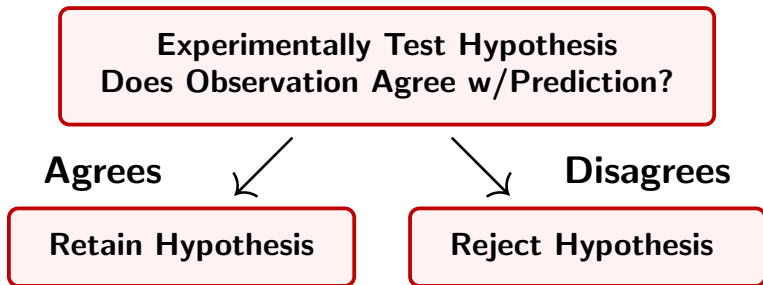 Experimentally Test Hypothesis
Does Observation Agree w/Prediction?
Agrees
Disagrees
Retain Hypothesis
Reject Hypothesis